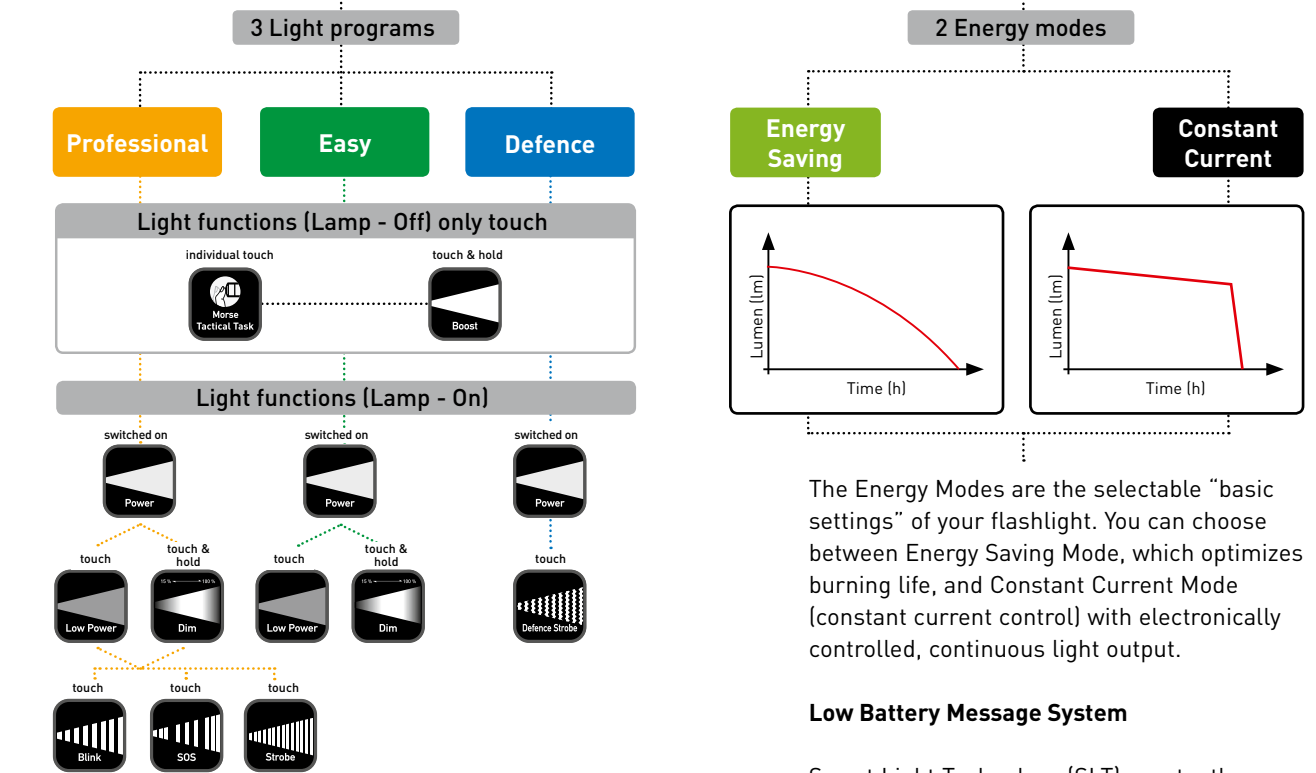 3 Light programs
Professional
Easy
Defence
Light functions (Lamp - Off) only touch
individual touch
touch & hold
Morse
Tactical Task
Boost
Light functions (Lamp - On)
switched on
switched on
switched on
Power
Power
Power
touch
touch &
hold
touch
touch &
hold
touch
15 %
100 %
15 %
100 %
Low Power
Dim
Low Power
Dim
Defence Strobe
touch
touch
touch
Blink
SOS
Strobe
2 Energy modes
Energy
Saving
Constant
Current
Lumen (lm)
Time (h)
Lumen (lm)
Time (h)
The Energy Modes are the selectable “basic
settings” of your flashlight. You can choose
between Energy Saving Mode, which optimizes
burning life, and Constant Current Mode
(constant current control) with electronically
controlled, continuous light output.
Low Battery Message System
Smart Light Technology (SLT)